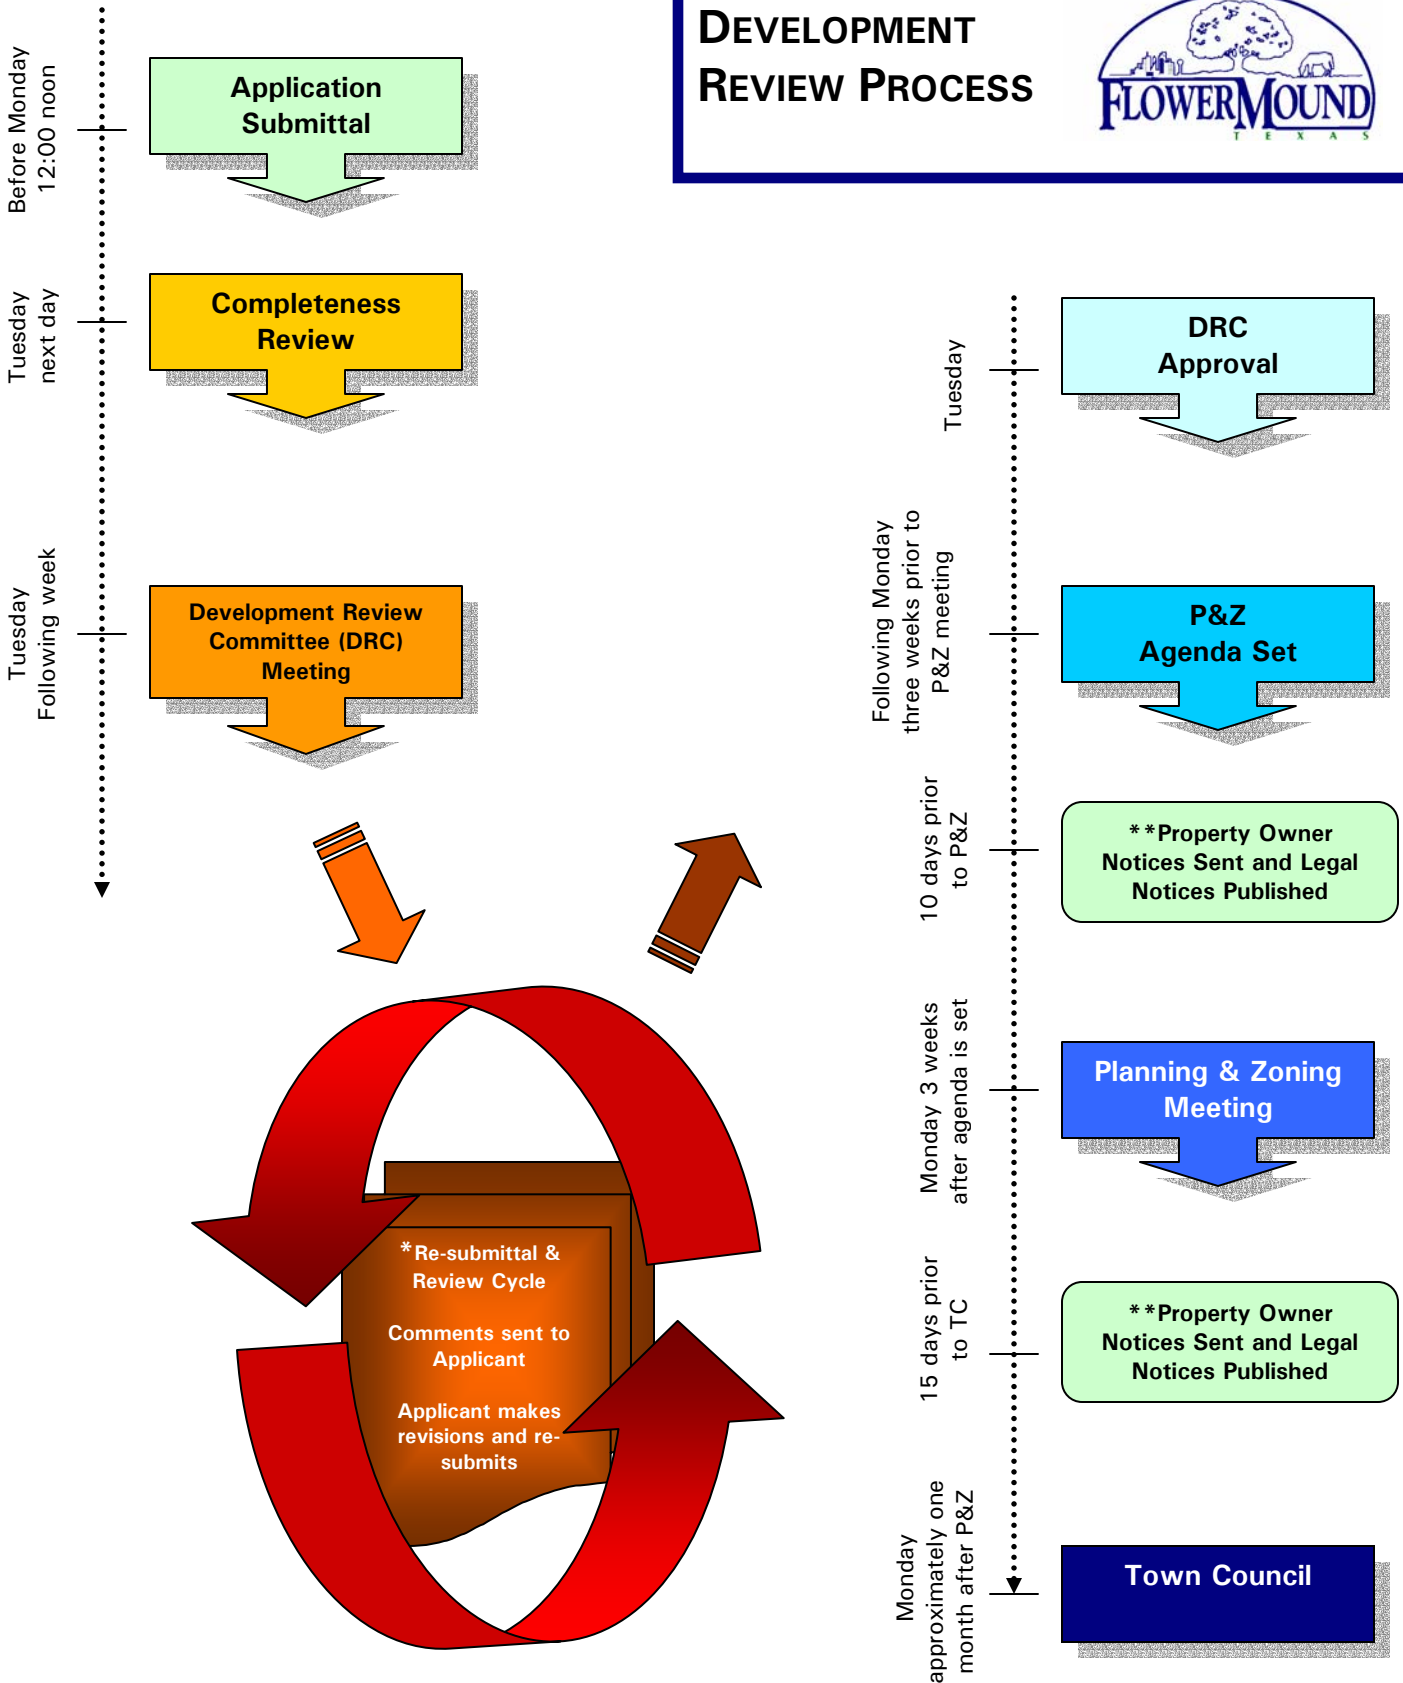 DEVELOPMENT
REVIEW PROCESS
FLOWER MOUND
TEXAS
Before Monday
12:00 noon
Application
Submittal
Tuesday
next day
Completeness
Review
Tuesday
Following week
Development Review
Committee (DRC)
Meeting
*Re-submittal &
Review Cycle
Comments sent to
Applicant
Applicant makes
revisions and re-
submits
Tuesday
DRC
Approval
Following Monday
three weeks prior to
P&Z meeting
P&Z
Agenda Set
10 days prior
to P&Z
**Property Owner
Notices Sent and Legal
Notices Published
Monday 3 weeks
after agenda is set
Planning & Zoning
Meeting
15 days prior
to TC
**Property Owner
Notices Sent and Legal
Notices Published
Monday
approximately one
month after P&Z
Town Council